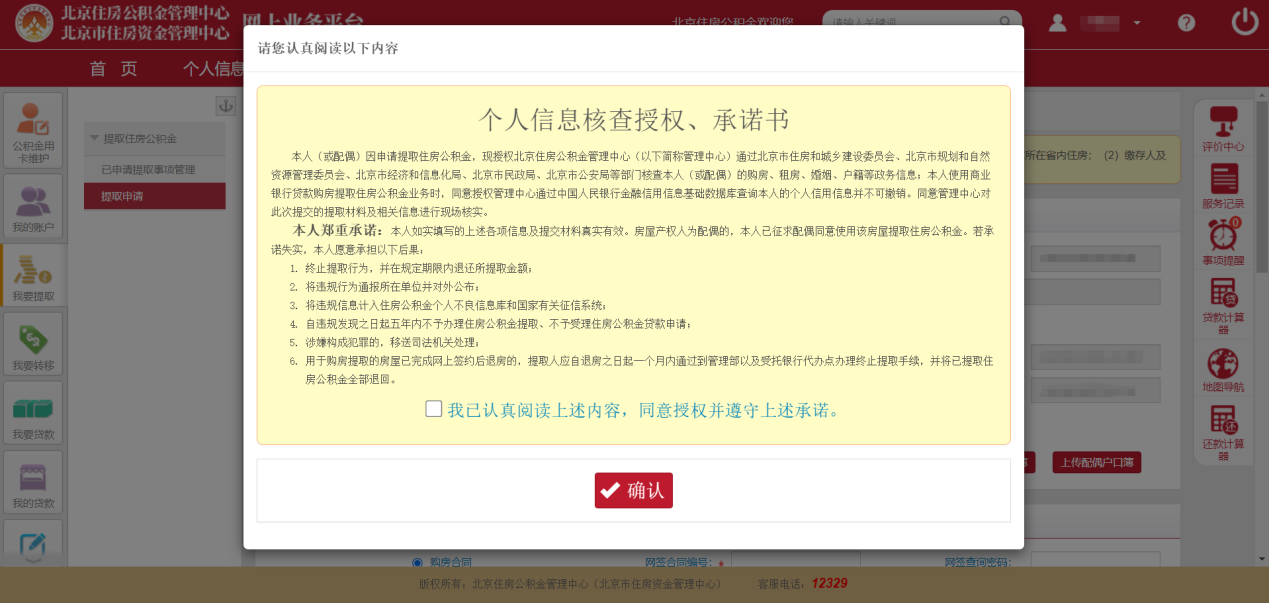 北京住房公积金管理中心
北京市住房资金管理中心
网上业务平台
北京住房公积金欢迎您
请输入关键词
首 页
个人信息
请您认真阅读以下内容
个人信息核查授权、承诺书
本人（或配偶）因申请提取住房公积金，现授权北京住房公积金管理中心（以下简称管理中心）通过北京市住房和城乡建设委员会、北京市规划和自然
资源管理委员会、北京市经济和信息化局、北京市民政局、北京市公安局等部门核查本人（或配偶）的购房、租房、婚姻、户籍等政务信息；本人使用商业
银行贷款购房提取住房公积金业务时，同意授权管理中心通过中国人民银行金融信用信息基础数据库查询本人的个人信用信息并不可撤销。同意管理中心对
此次提交的提取材料及相关信息进行现场核实。
本人郑重承诺：本人如实填写的上述各项信息及提交材料真实有效。房屋产权人为配偶的，本人已征求配偶同意使用该房屋提取住房公积金。若承
诺失实，本人愿意承担以下后果：
1. 终止提取行为，并在规定期限内退还所提取金额；
2. 将违规行为通报所在单位并对外公布；
3. 将违规信息计入住房公积金个人不良信息库和国家有关征信系统；
4. 自违规发现之日起五年内不予办理住房公积金提取、不予受理住房公积金贷款申请；
5. 涉嫌构成犯罪的，移送司法机关处理；
6. 用于购房提取的房屋已完成网上签约后退房的，提取人应自退房之日起一个月内通过到管理部以及受托银行代办点办理终止提取手续，并将已提取住
房公积金全部退回。
我已认真阅读上述内容，同意授权并遵守上述承诺。
确认
公积金用
卡维护
我的账户
我要提取
我要转移
我要贷款
我的贷款
提取住房公积金
已申请提取事项管理
提取申请
所在省内住房；（2）缴存人及
簿
上传配偶户口簿
购房合同
网签合同编号：*
网签查询密码：
评价中心
服务记录
0
事项提醒
贷
贷款计算
器
地图导航
还
还款计算
器
版权所有：北京住房公积金管理中心（北京市住房资金管理中心）
客服电话：12329